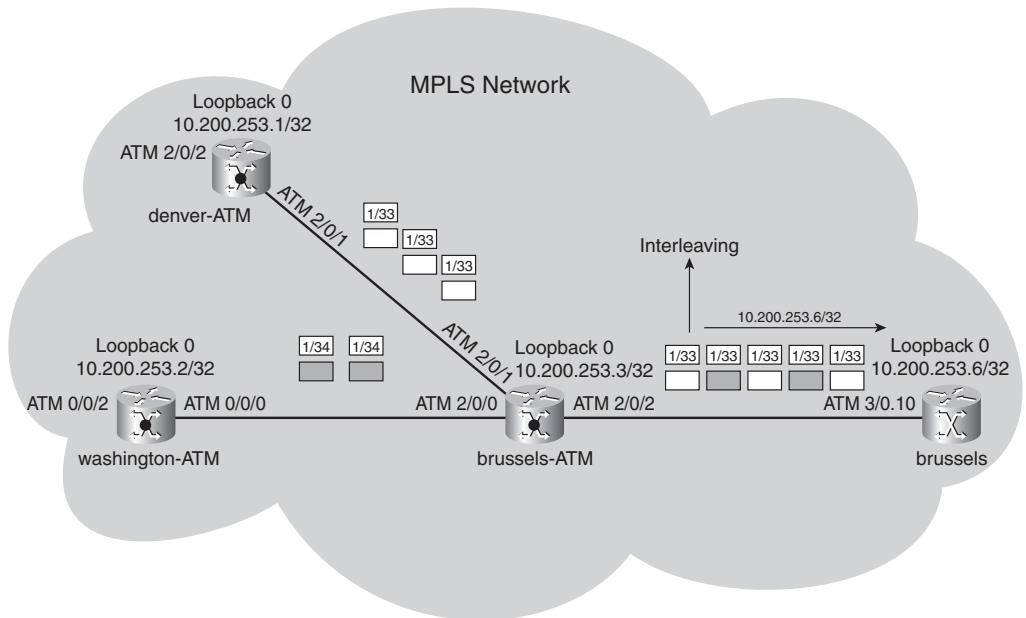 MPLS Network
Loopback 0
10.200.253.1/32
ATM 2/0/2
denver-ATM
ATM 2/0/1
1/33
1/33
1/33
Interleaving
10.200.253.6/32
1/34 1/34
ATM 2/0/1
1/33 1/33 1/33 1/33 1/33
Loopback 0
10.200.253.2/32
Loopback 0
10.200.253.3/32
Loopback 0
10.200.253.6/32
ATM 0/0/2
ATM 0/0/0
ATM 2/0/0
ATM 2/0/2
ATM 3/0.10
washington-ATM
brussels-ATM
brussels